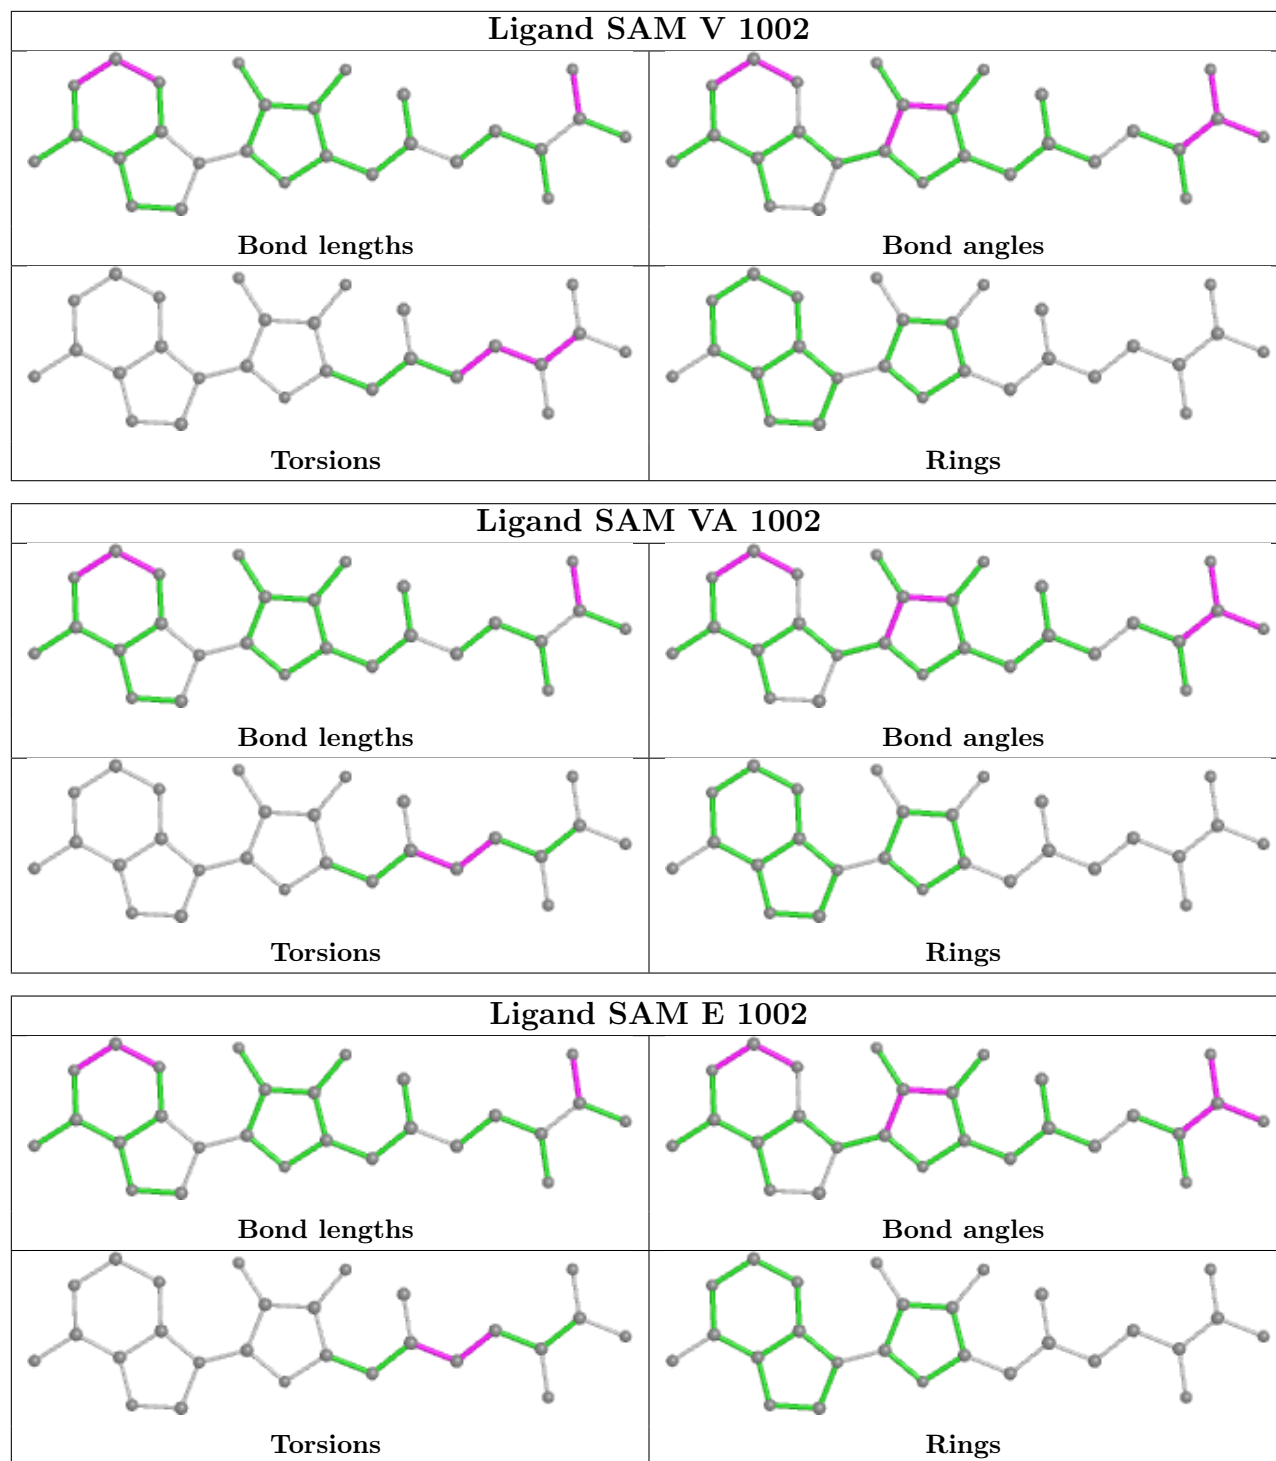 Ligand SAM V 1002
Bond lengths
Bond angles
Torsions
Rings
Ligand SAM VA 1002
Bond lengths
Bond angles
Torsions
Rings
Ligand SAM E 1002
Bond lengths
Bond angles
Torsions
Rings